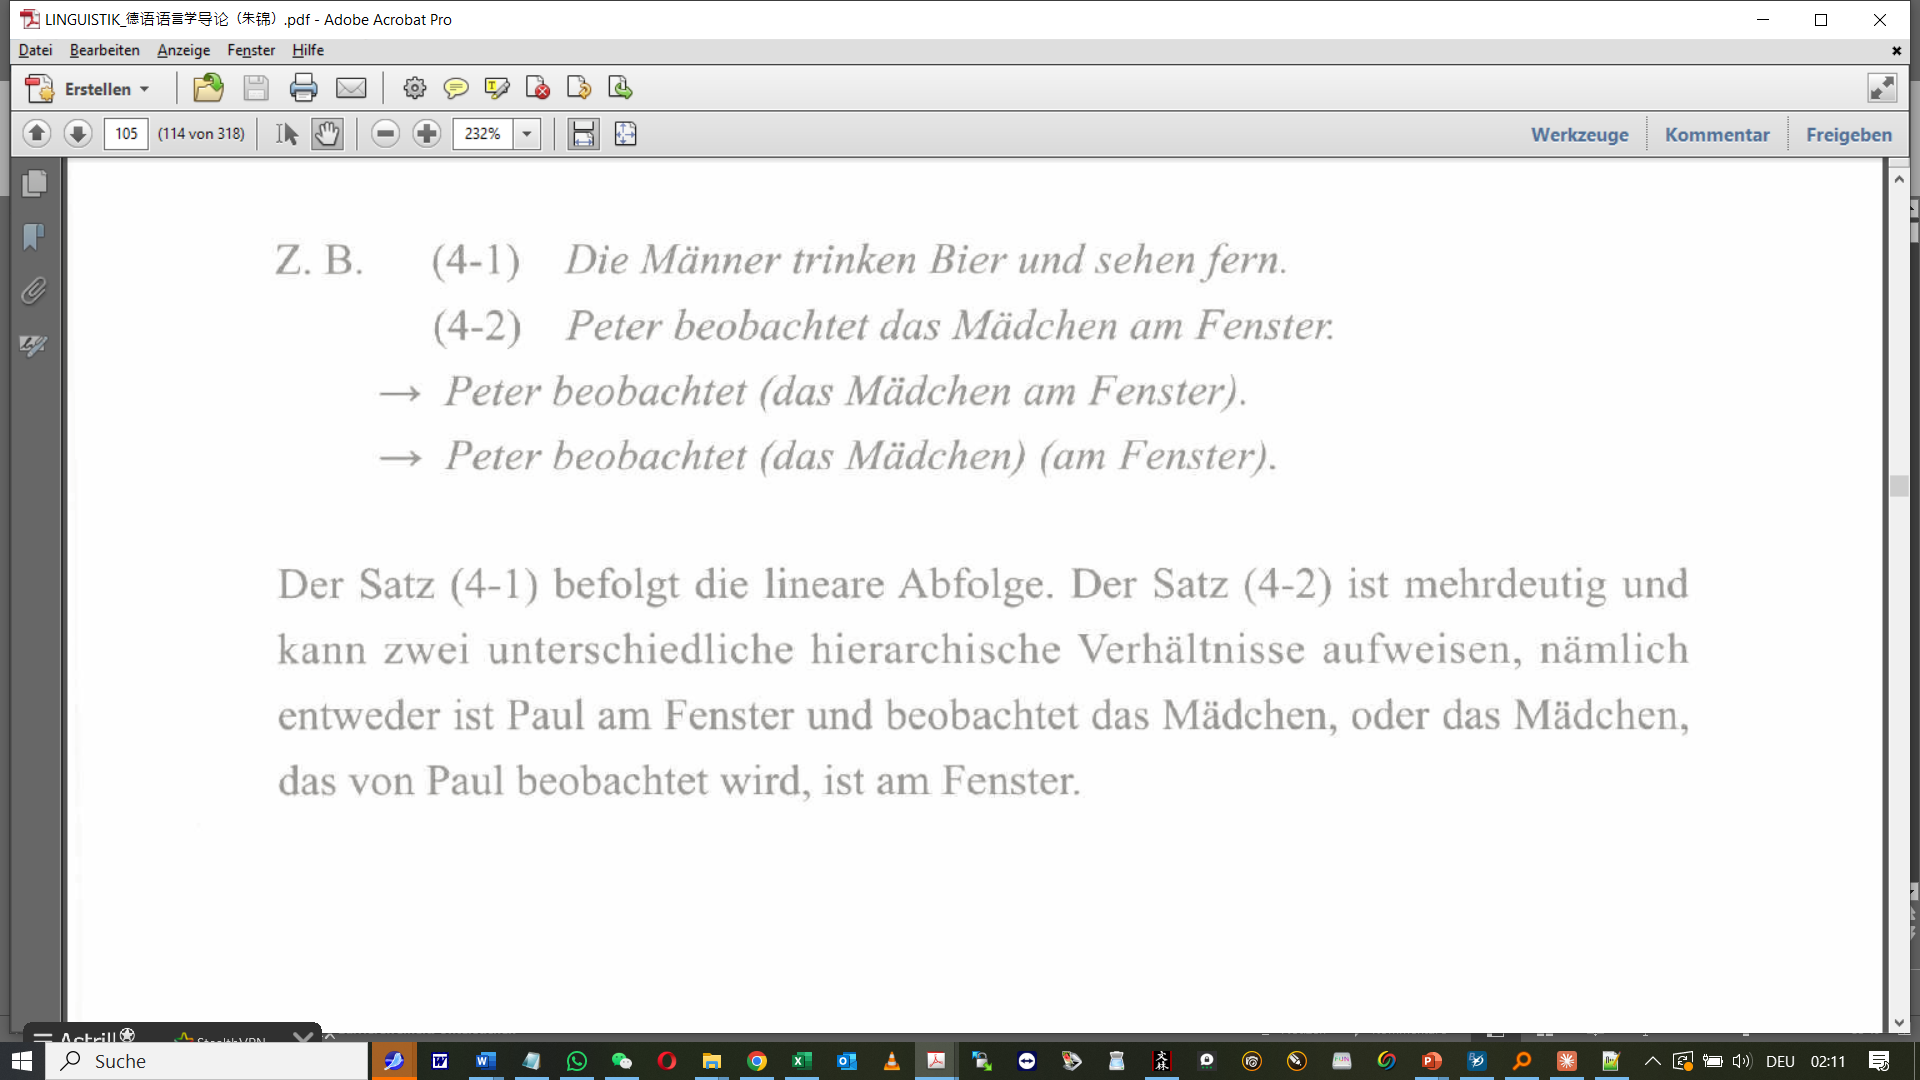 LINGUISTIK_德语语言学导论（朱锦）.pdf - Adobe Acrobat Pro
Datei Bearbeiten Anzeige Fenster Hilfe
Erstellen
105 (114 von 318) 232% Werkzeuge Kommentar Freigeben
Z. B. (4-1) Die Männer trinken Bier und sehen fern.
(4-2) Peter beobachtet das Mädchen am Fenster.
→ Peter beobachtet (das Mädchen am Fenster).
→ Peter beobachtet (das Mädchen) (am Fenster).
Der Satz (4-1) befolgt die lineare Abfolge. Der Satz (4-2) ist mehrdeutig und
kann zwei unterschiedliche hierarchische Verhältnisse aufweisen, nämlich
entweder ist Paul am Fenster und beobachtet das Mädchen, oder das Mädchen,
das von Paul beobachtet wird, ist am Fenster.
Astrill StealthVPN
Suche DEU 02:11